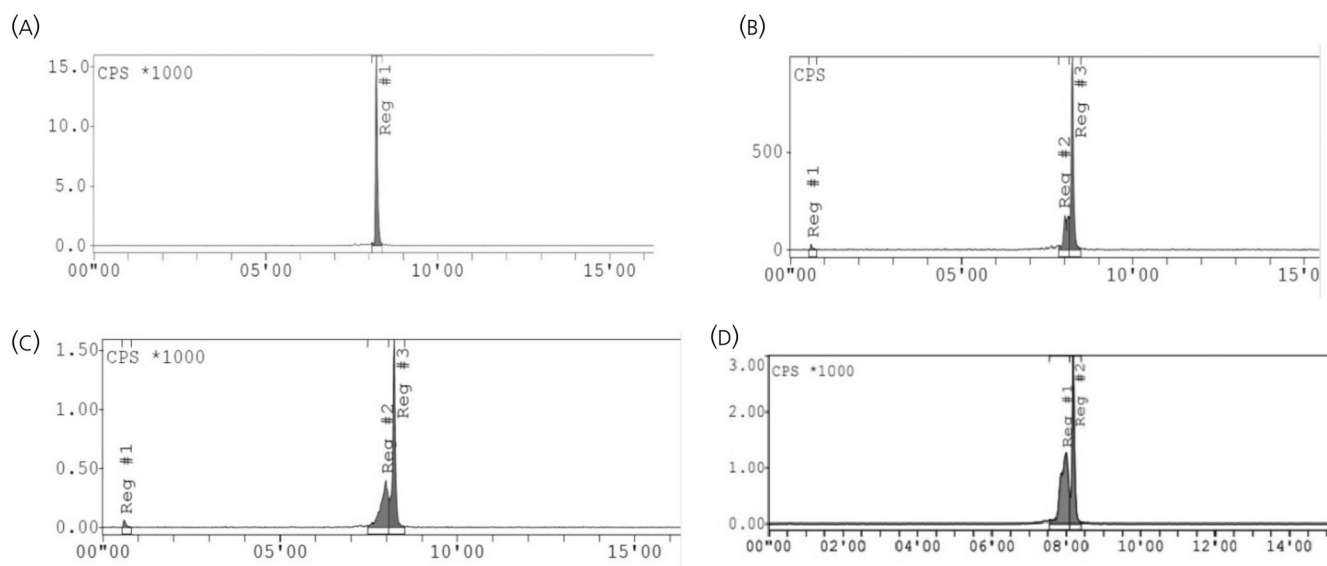 (A)
CPS *1000
15.0
10.0
5.0
0.0
Reg #1
00"00 05'00 10'00 15'00
(B)
CPS
500
0
Reg #1
Reg #2
Reg #3
00"00 05'00 10'00 15'0
(C)
CPS *1000
1.50
1.00
0.50
0.00
Reg #1
Reg #2
Reg #3
00"00 05'00 10'00 15'00
(D)
CPS *1000
3.00
2.00
1.00
0.00
Reg #1
Reg #2
00"00 02'00 04'00 06'00 08'00 10'00 12'00 14'00